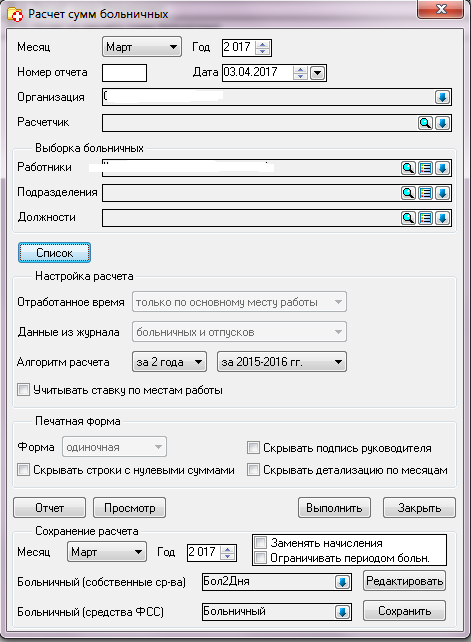 Расчет сумм больничных
Месяц Март Год 2 017
Номер отчета Дата 03.04.2017
Организация
Расчетчик
Выборка больничных
Работники
Подразделения
Должности
Список
Настройка расчета
Отработанное время только по основному месту работы
Данные из журнала больничных и отпусков
Алгоритм расчета за 2 года за 2015-2016 гг.
Учитывать ставку по местам работы
Печатная форма
Форма одиночная Скрывать подпись руководителя
Скрывать строки с нулевыми суммами Скрывать детализацию по месяцам
Отчет Просмотр Выполнить Закрыть
Сохранение расчета
Заменять начисления
Месяц Март Год 2 017
Ограничивать периодом больн.
Больничный (собственные ср-ва) Бол2Дня Редактировать
Больничный (средства ФСС) Больничный Сохранить